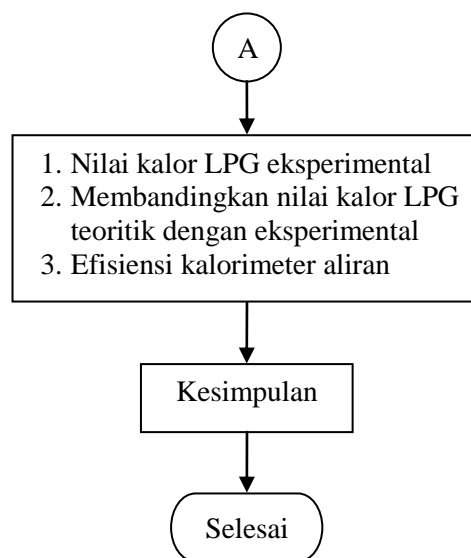 A
1. Nilai kalor LPG eksperimental
2. Membandingkan nilai kalor LPG
teoritik dengan eksperimental
3. Efisiensi kalorimeter aliran
Kesimpulan
Selesai